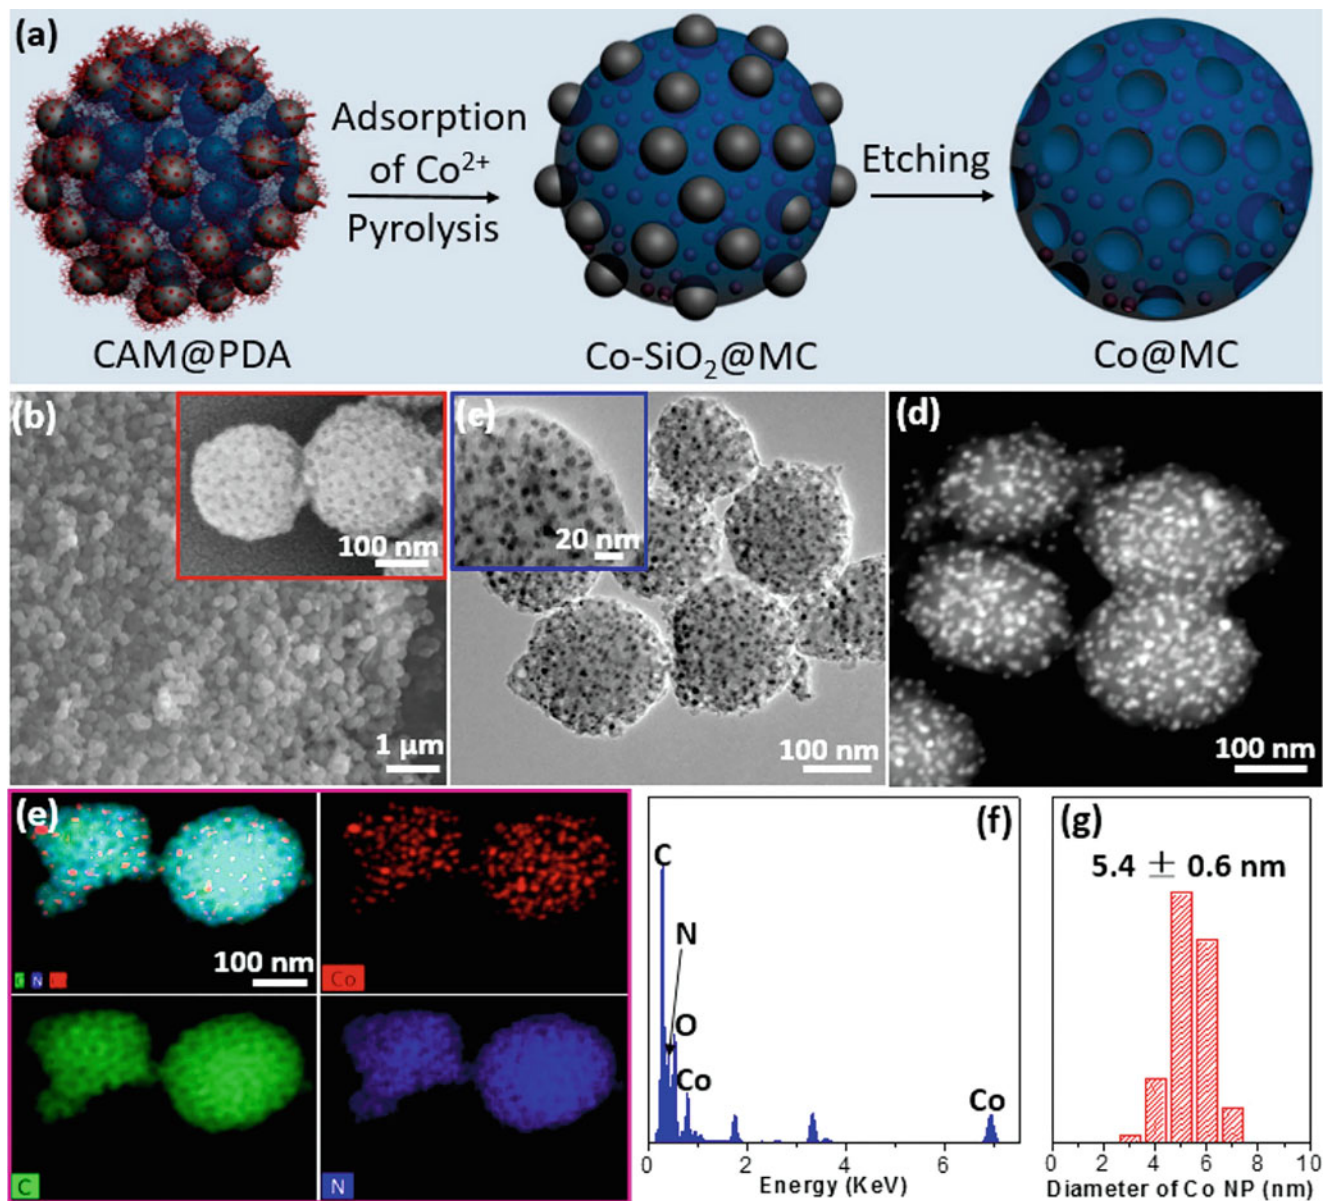 (a)
Adsorption
of Co²⁺
Pyrolysis
Etching
CAM@PDA
Co-SiO₂@MC
Co@MC
(b)
100 nm
1 µm
(c)
20 nm
100 nm
(d)
100 nm
(e)
100 nm
N
Co
C
N
(f)
C
N
O
Co
Co
0 2 4 6
Energy (KeV)
(g)
5.4 ± 0.6 nm
0 2 4 6 8 10
Diameter of Co NP (nm)